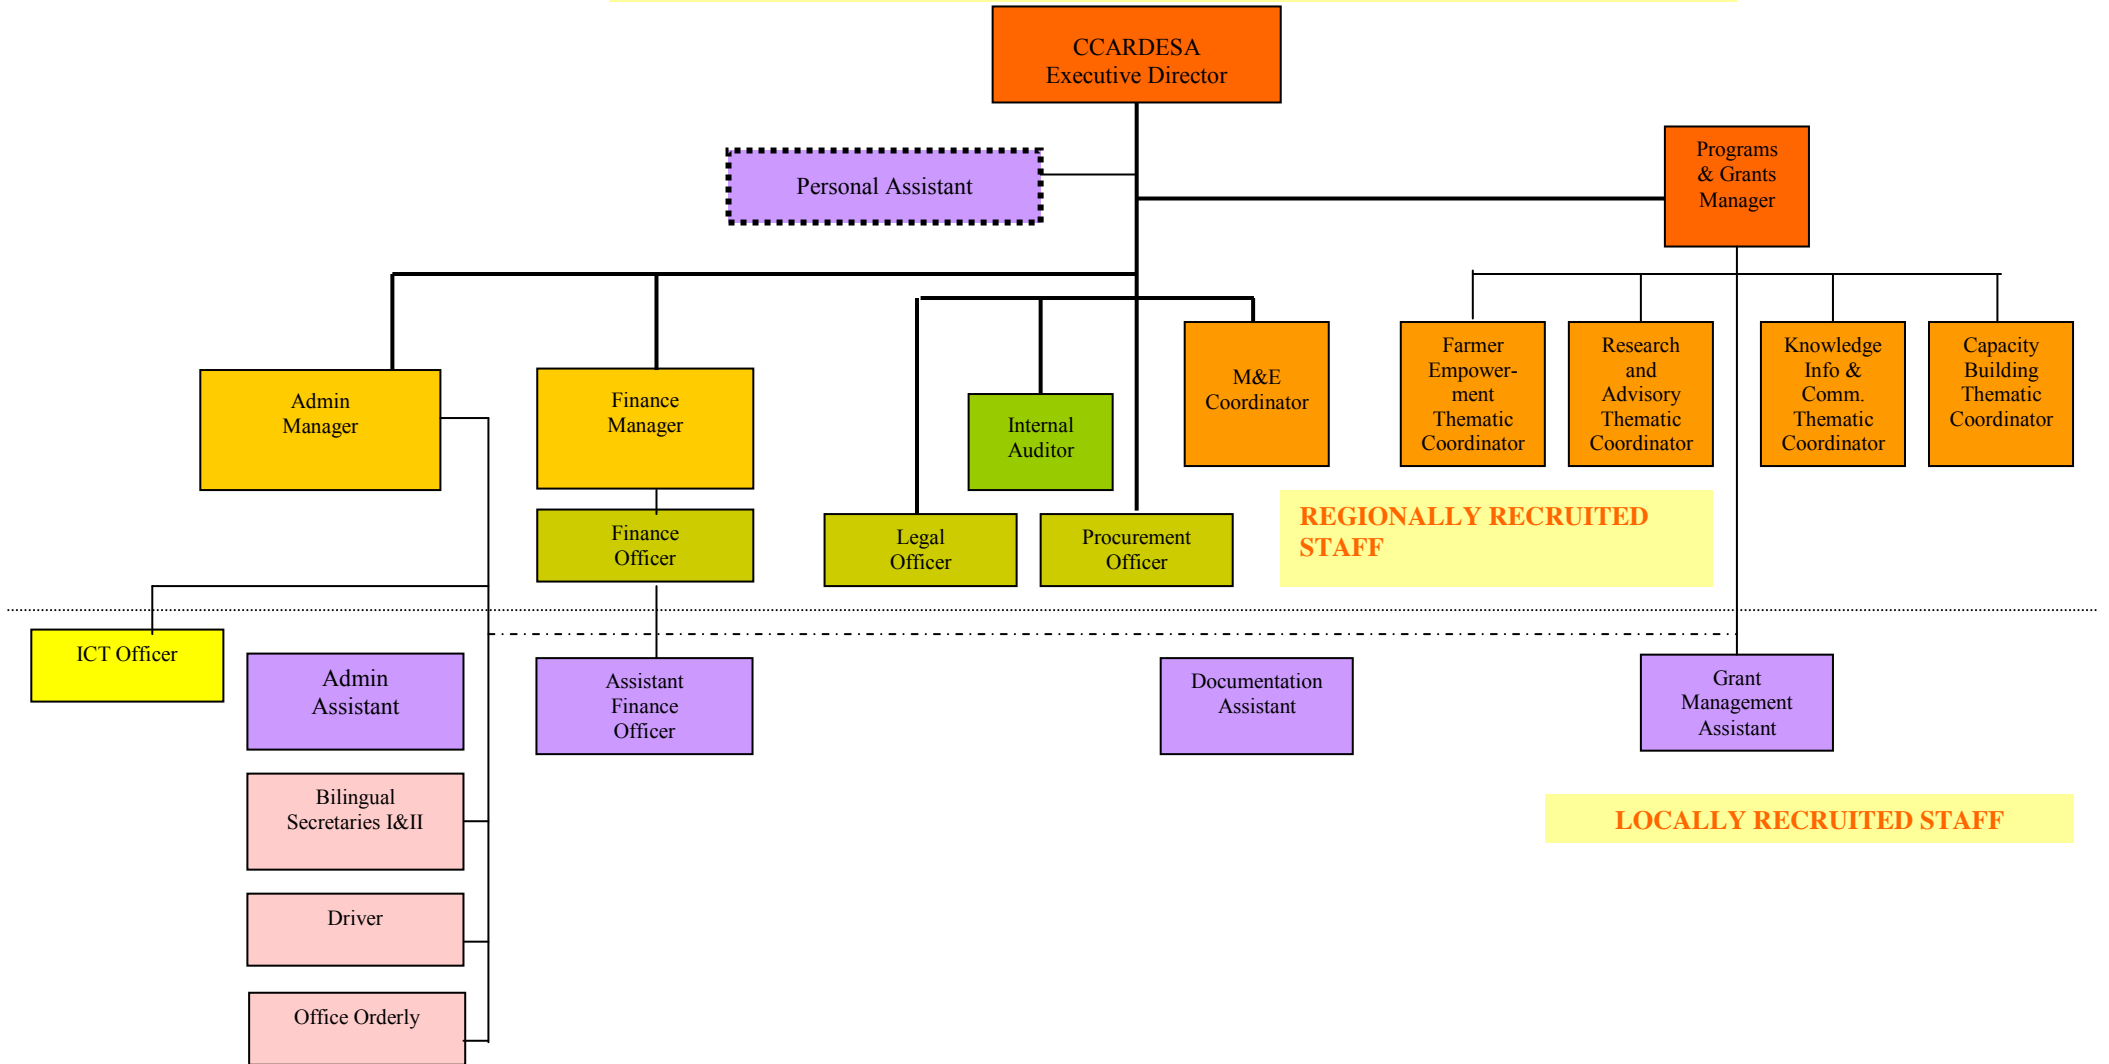 CCARDESA
Executive Director
Programs
& Grants
Manager
Personal Assistant
Admin
Manager
Finance
Manager
Internal
Auditor
M&E
Coordinator
Farmer
Empower-
ment
Thematic
Coordinator
Research
and
Advisory
Thematic
Coordinator
Knowledge
Info &
Comm.
Thematic
Coordinator
Capacity
Building
Thematic
Coordinator
Finance
Officer
Legal
Officer
Procurement
Officer
REGIONALLY RECRUITED
STAFF
ICT Officer
Admin
Assistant
Assistant
Finance
Officer
Documentation
Assistant
Grant
Management
Assistant
Bilingual
Secretaries I&II
LOCALLY RECRUITED STAFF
Driver
Office Orderly